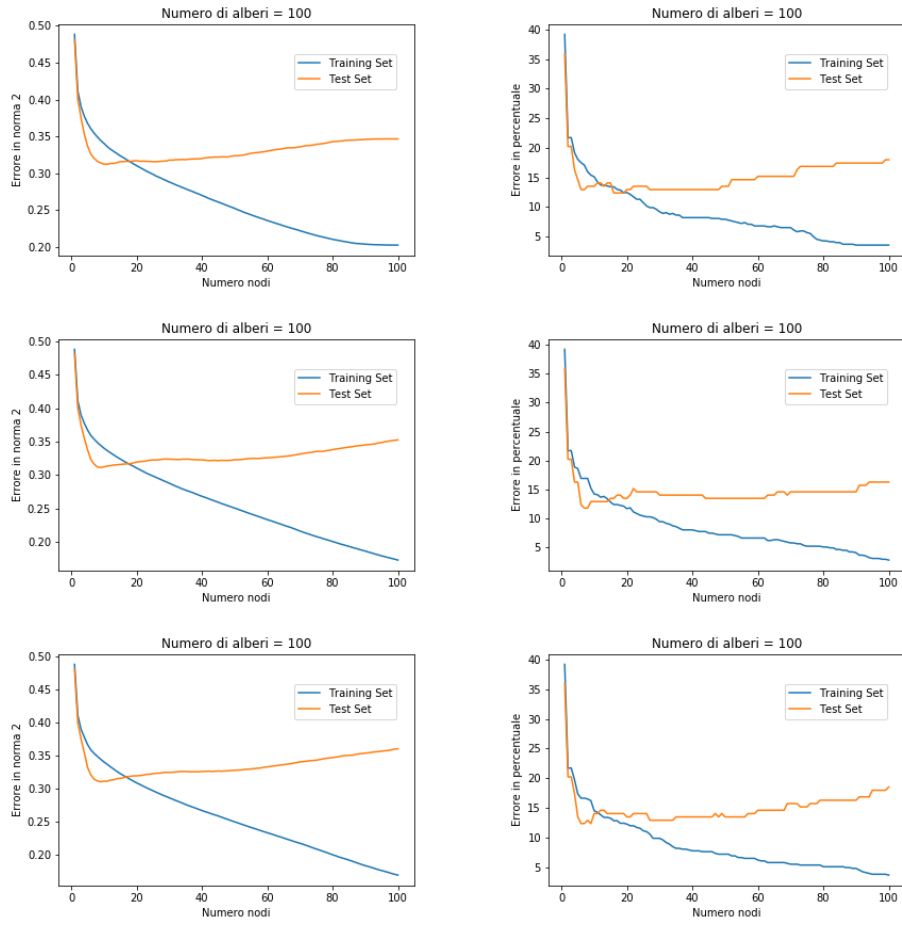 Numero di alberi = 100
Errore in norma 2
0.50
0.45
0.40
0.35
0.30
0.25
0.20
Training Set
Test Set
0 20 40 60 80 100
Numero nodi
Numero di alberi = 100
Errore in percentuale
40
35
30
25
20
15
10
5
Training Set
Test Set
0 20 40 60 80 100
Numero nodi
Numero di alberi = 100
Errore in norma 2
0.50
0.45
0.40
0.35
0.30
0.25
0.20
Training Set
Test Set
0 20 40 60 80 100
Numero nodi
Numero di alberi = 100
Errore in percentuale
40
35
30
25
20
15
10
5
Training Set
Test Set
0 20 40 60 80 100
Numero nodi
Numero di alberi = 100
Errore in norma 2
0.50
0.45
0.40
0.35
0.30
0.25
0.20
Training Set
Test Set
0 20 40 60 80 100
Numero nodi
Numero di alberi = 100
Errore in percentuale
40
35
30
25
20
15
10
5
Training Set
Test Set
0 20 40 60 80 100
Numero nodi